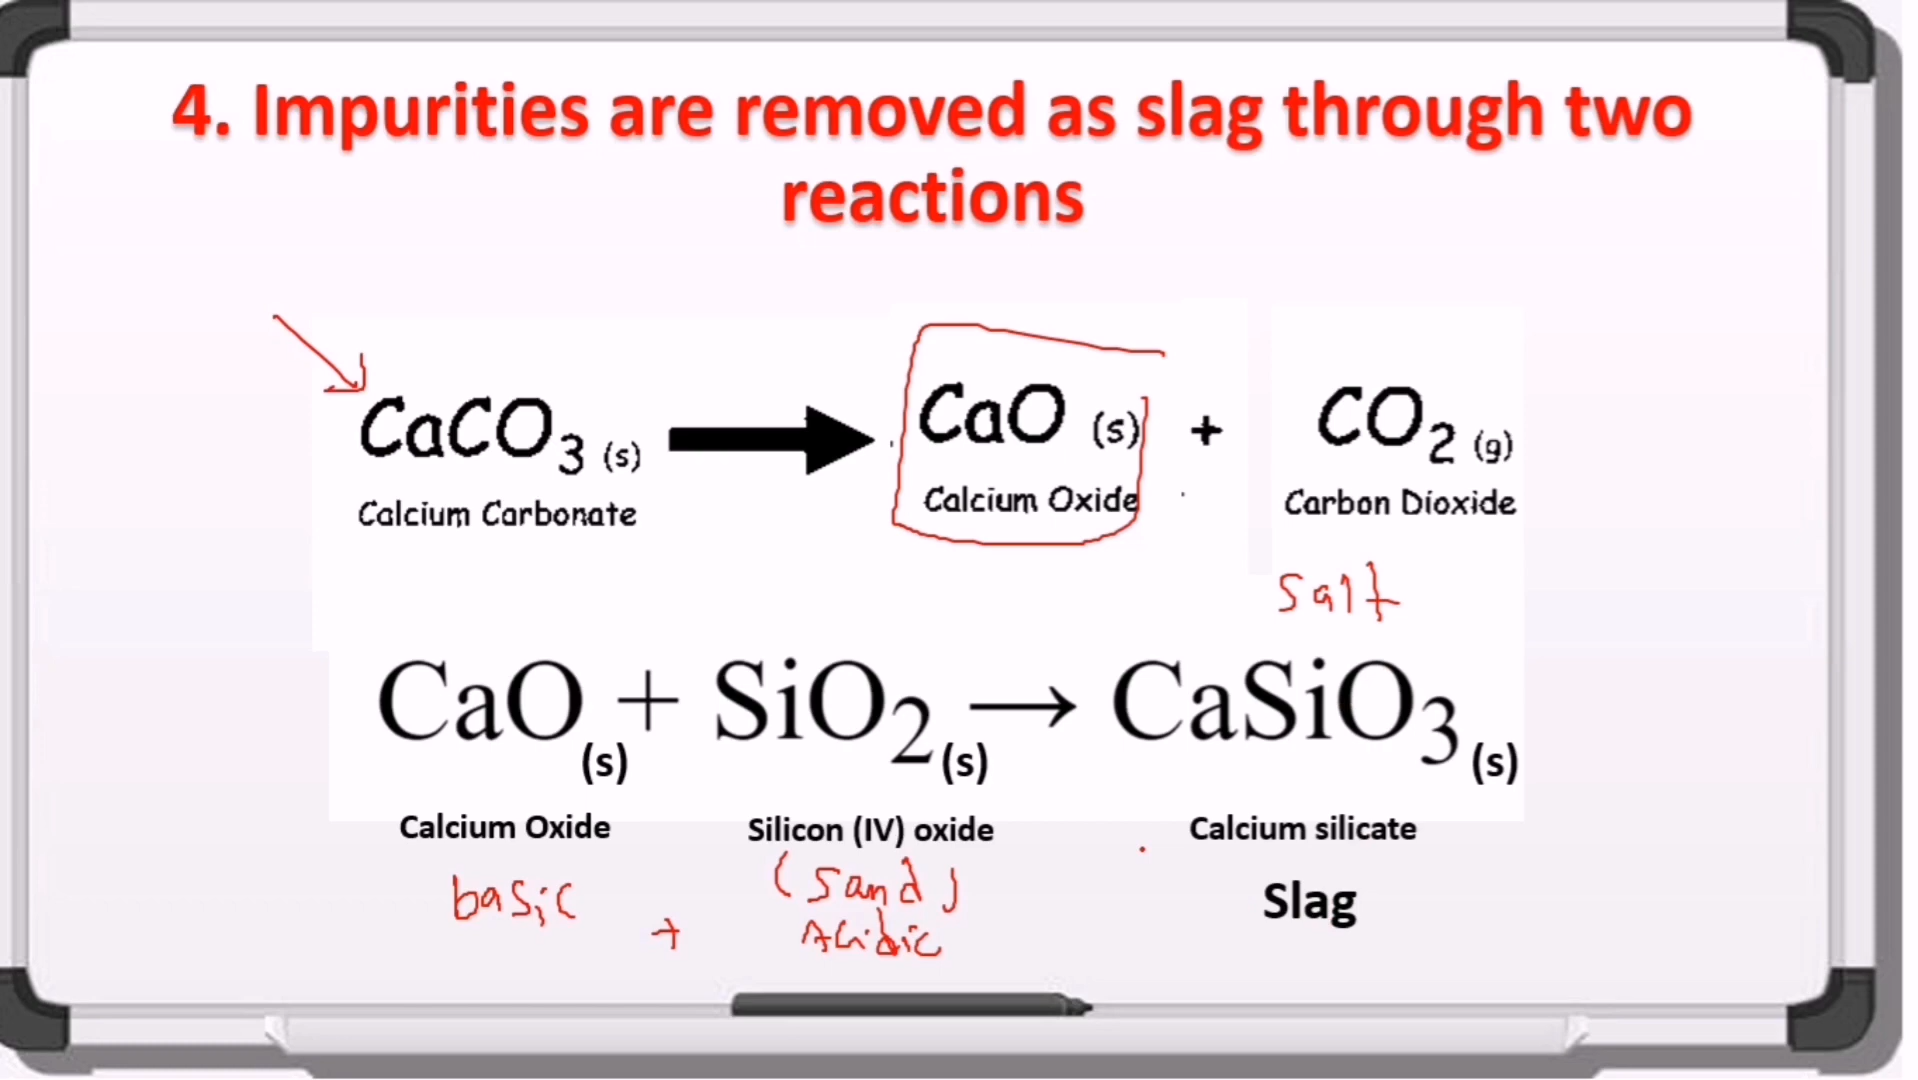 4. Impurities are removed as slag through two
reactions
CaCO3 (s) → CaO (s) + CO2 (g)
Calcium Carbonate Calcium Oxide Carbon Dioxide
salt
CaO(s) + SiO2(s) → CaSiO3(s)
Calcium Oxide Silicon (IV) oxide Calcium silicate
basic + (sand) Slag
Acidic